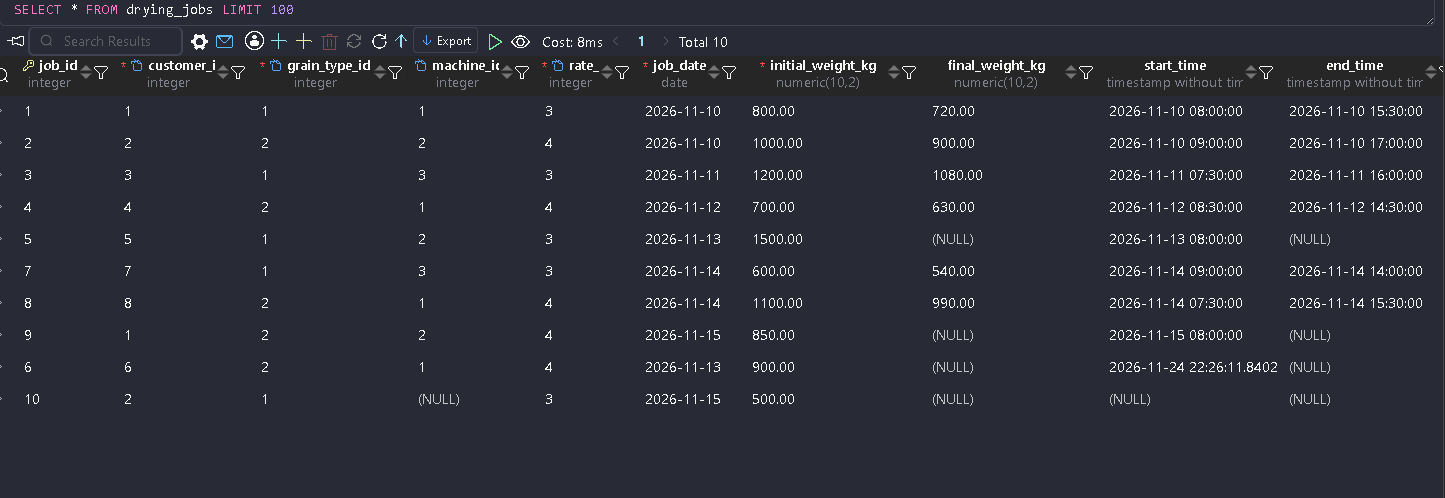 SELECT * FROM drying_jobs LIMIT 100
Search Results Export Cost: 8ms 1 Total 10
job_id * customer_i * grain_type_id machine_ic * rate_ * job_date * initial_weight_kg final_weight_kg start_time end_time
integer integer integer integer integer date numeric(10,2) numeric(10,2) timestamp without tim timestamp without tim
1 1 1 1 3 2026-11-10 800.00 720.00 2026-11-10 08:00:00 2026-11-10 15:30:00
2 2 2 2 4 2026-11-10 1000.00 900.00 2026-11-10 09:00:00 2026-11-10 17:00:00
3 3 1 3 3 2026-11-11 1200.00 1080.00 2026-11-11 07:30:00 2026-11-11 16:00:00
4 4 2 1 4 2026-11-12 700.00 630.00 2026-11-12 08:30:00 2026-11-12 14:30:00
5 5 1 2 3 2026-11-13 1500.00 (NULL) 2026-11-13 08:00:00 (NULL)
7 7 1 3 3 2026-11-14 600.00 540.00 2026-11-14 09:00:00 2026-11-14 14:00:00
8 8 2 1 4 2026-11-14 1100.00 990.00 2026-11-14 07:30:00 2026-11-14 15:30:00
9 1 2 2 4 2026-11-15 850.00 (NULL) 2026-11-15 08:00:00 (NULL)
6 6 2 1 4 2026-11-13 900.00 (NULL) 2026-11-24 22:26:11.8402 (NULL)
10 2 1 (NULL) 3 2026-11-15 500.00 (NULL) (NULL) (NULL)